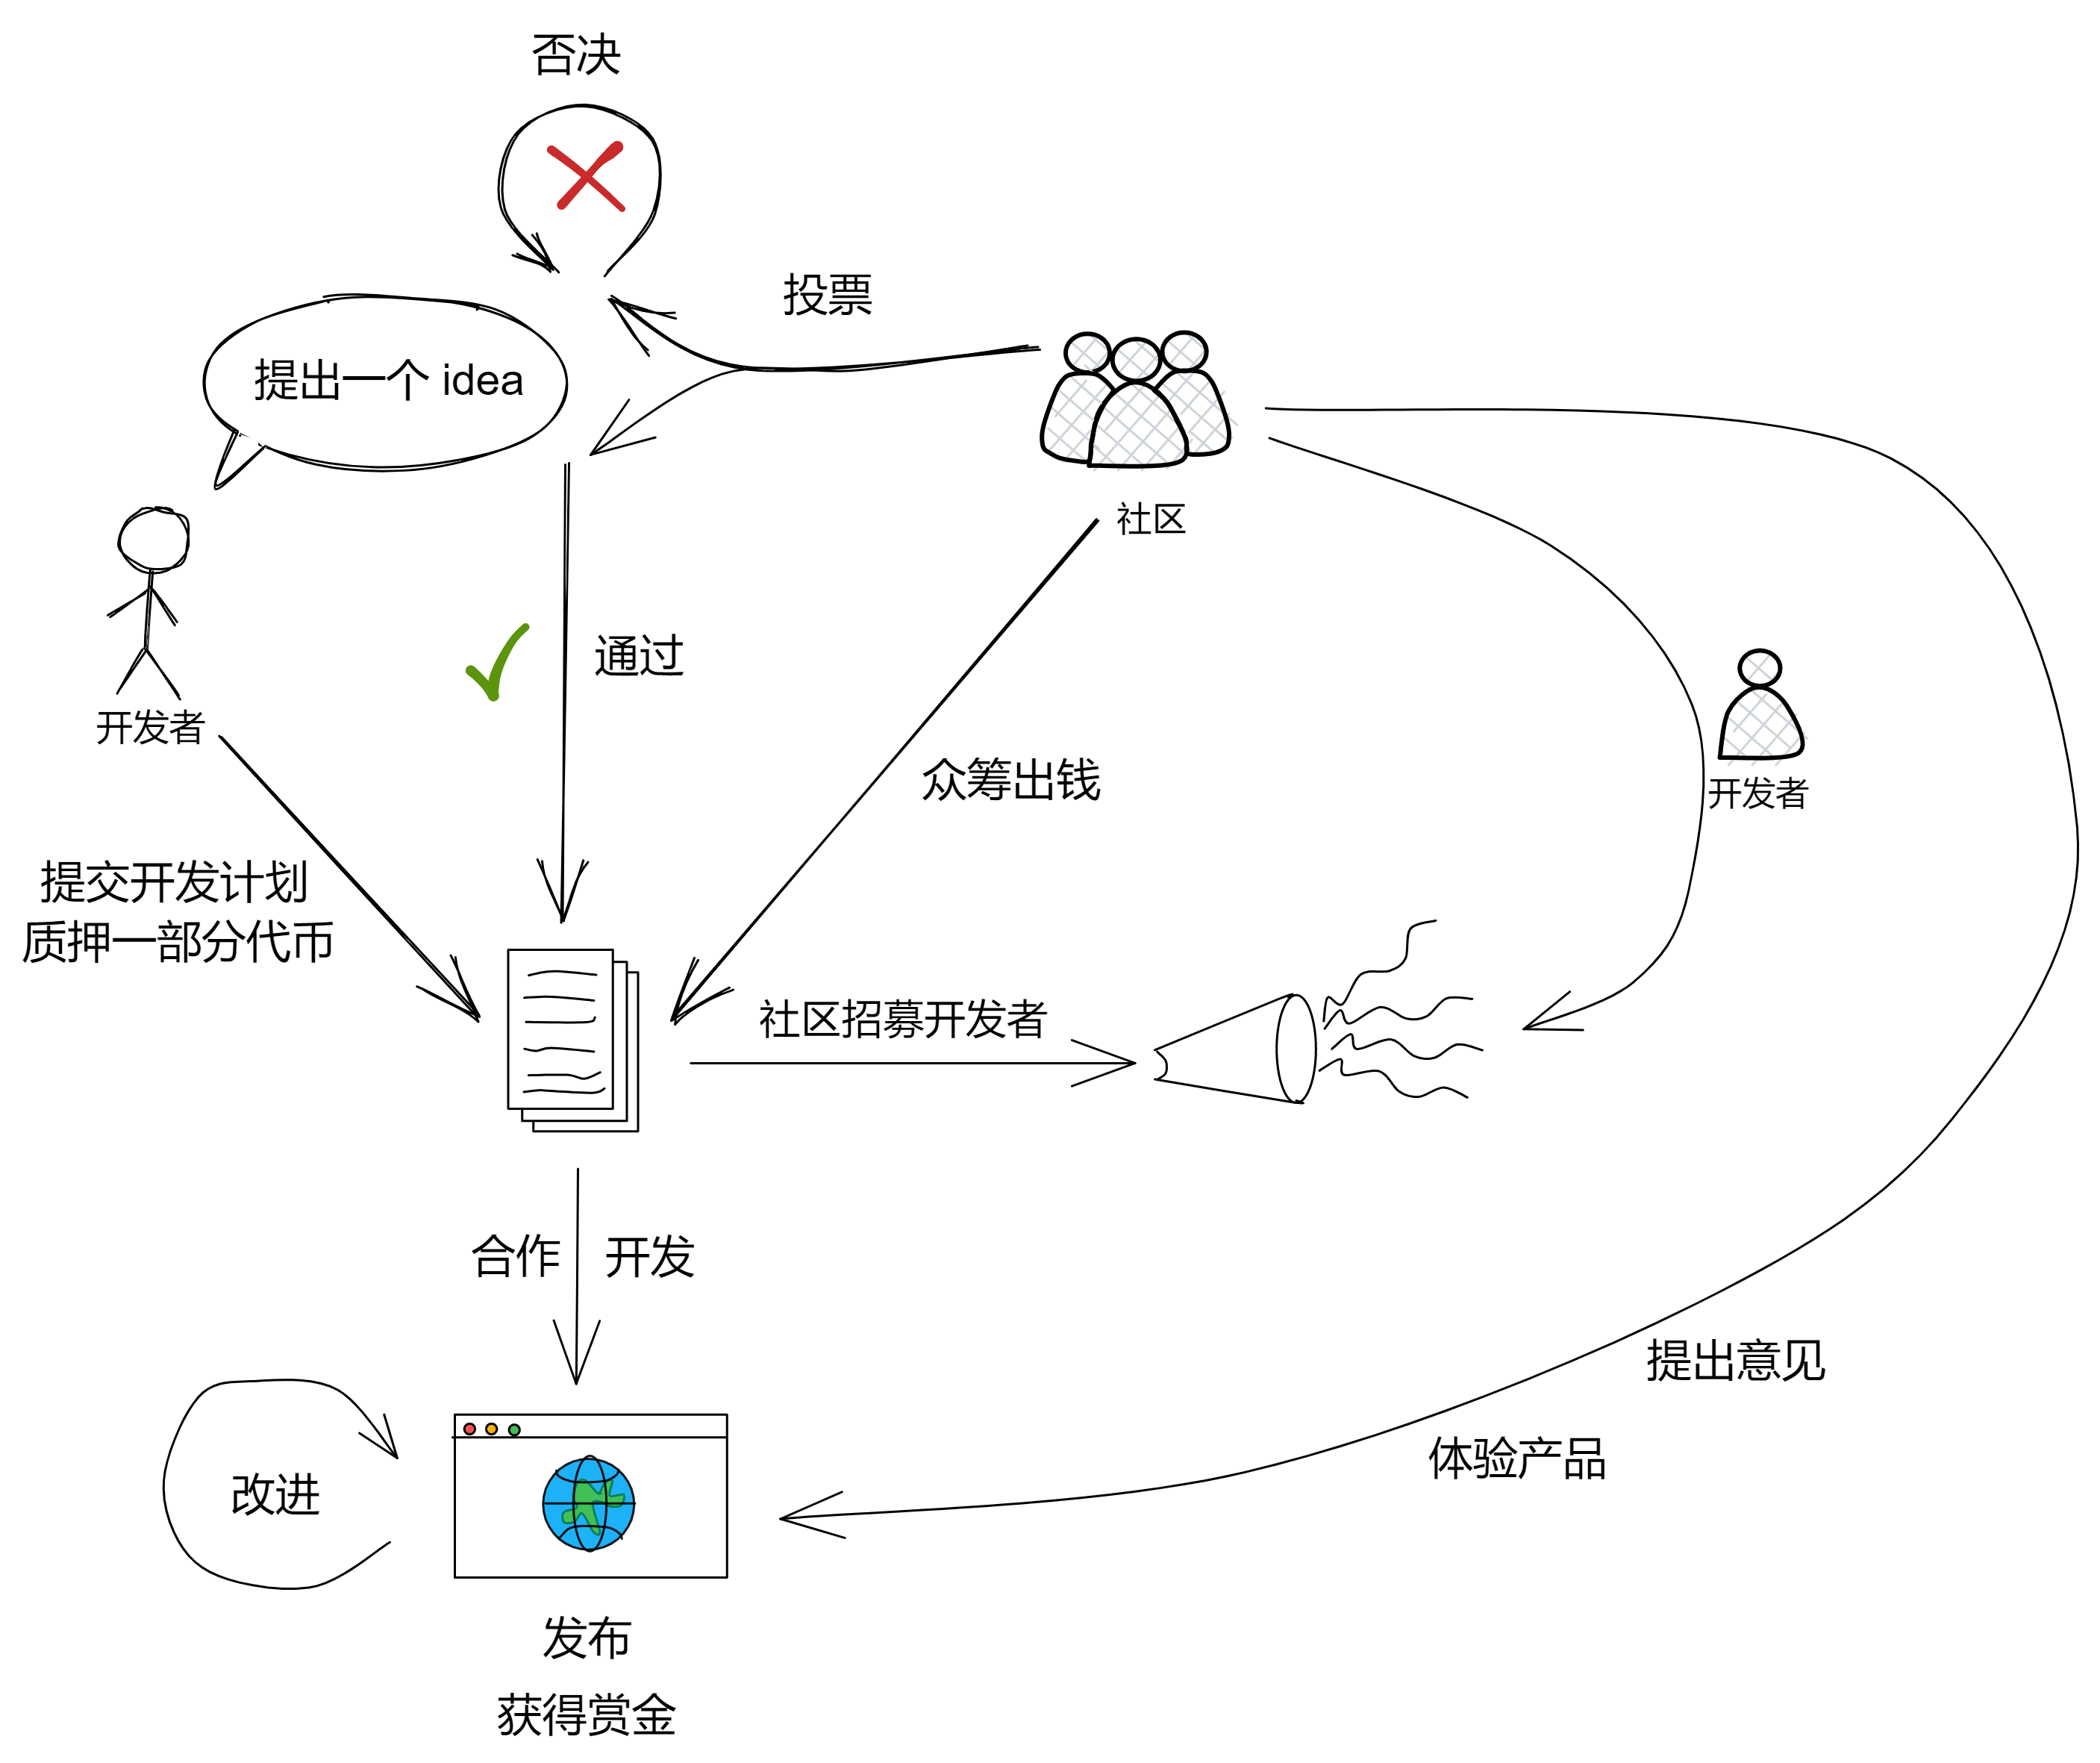 否决
投票
提出一个 idea
社区
通过
开发者
众筹出钱
开发者
提交开发计划
质押一部分代币
社区招募开发者
合作
开发
提出意见
体验产品
改进
发布
获得赏金